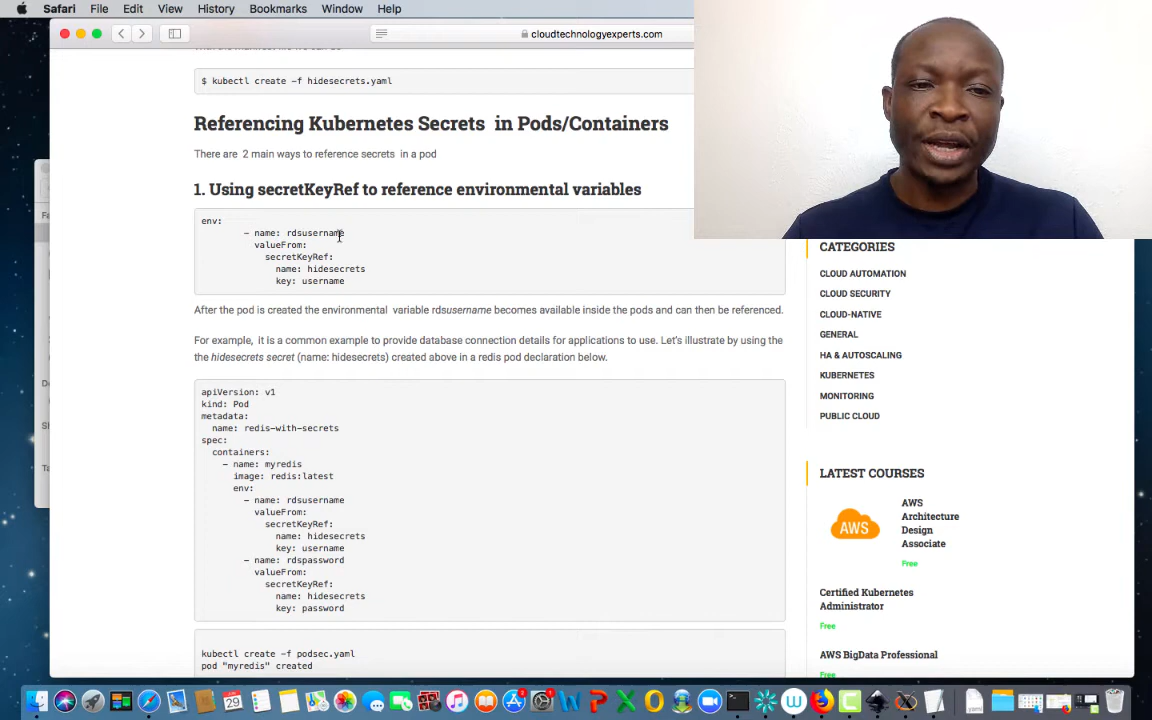 Safari File Edit View History Bookmarks Window Help
cloudtechnologyexperts.com
$ kubectl create -f hidesecrets.yaml
Referencing Kubernetes Secrets in Pods/Containers
There are 2 main ways to reference secrets in a pod
1. Using secretKeyRef to reference environmental variables
env:
- name: rdsusername
valueFrom:
secretKeyRef:
name: hidesecrets
key: username
After the pod is created the environmental variable rdsusername becomes available inside the pods and can then be referenced.
For example, it is a common example to provide database connection details for applications to use. Let's illustrate by using the
the hidesecrets secret (name: hidesecrets) created above in a redis pod declaration below.
apiVersion: v1
kind: Pod
metadata:
name: redis-with-secrets
spec:
containers:
- name: myredis
image: redis:latest
env:
- name: rdsusername
valueFrom:
secretKeyRef:
name: hidesecrets
key: username
- name: rdspassword
valueFrom:
secretKeyRef:
name: hidesecrets
key: password
kubectl create -f podsec.yaml
pod "myredis" created
CATEGORIES
CLOUD AUTOMATION
CLOUD SECURITY
CLOUD-NATIVE
GENERAL
HA & AUTOSCALING
KUBERNETES
MONITORING
PUBLIC CLOUD
LATEST COURSES
AWS
AWS
Architecture
Design
Associate
Free
Certified Kubernetes
Administrator
Free
AWS BigData Professional
Free